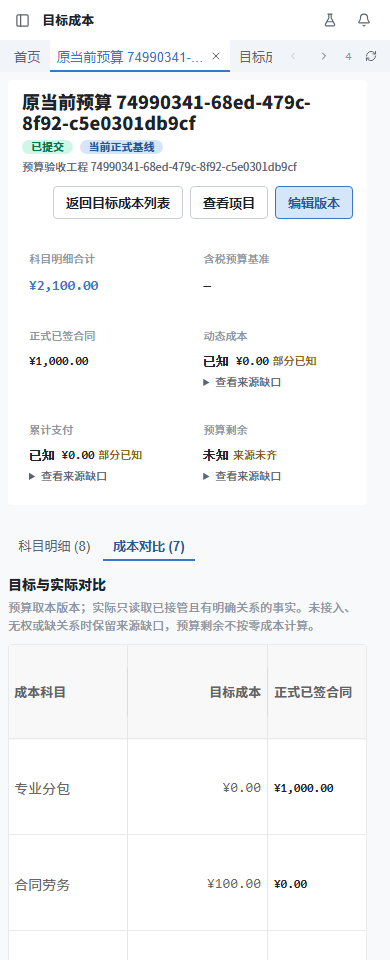 目标成本
首页
原当前预算 74990341-...
目标成
4
原当前预算 74990341-68ed-479c-
8f92-c5e0301db9cf
已提交 当前正式基线
预算验收工程 74990341-68ed-479c-8f92-c5e0301db9cf
返回目标成本列表 查看项目 编辑版本
科目明细合计 含税预算基准
¥2,100.00 —
正式已签合同 动态成本
¥1,000.00 已知 ¥0.00 部分已知
▶ 查看来源缺口
累计支付 预算剩余
已知 ¥0.00 部分已知 未知 来源未齐
▶ 查看来源缺口 ▶ 查看来源缺口
科目明细 (8) 成本对比 (7)
目标与实际对比
预算取本版本；实际只读取已接管且有明确关系的事实。未接入、
无权或缺关系时保留来源缺口，预算剩余不按零成本计算。
成本科目 目标成本 正式已签合同
专业分包 ¥0.00 ¥1,000.00
合同劳务 ¥100.00 ¥0.00